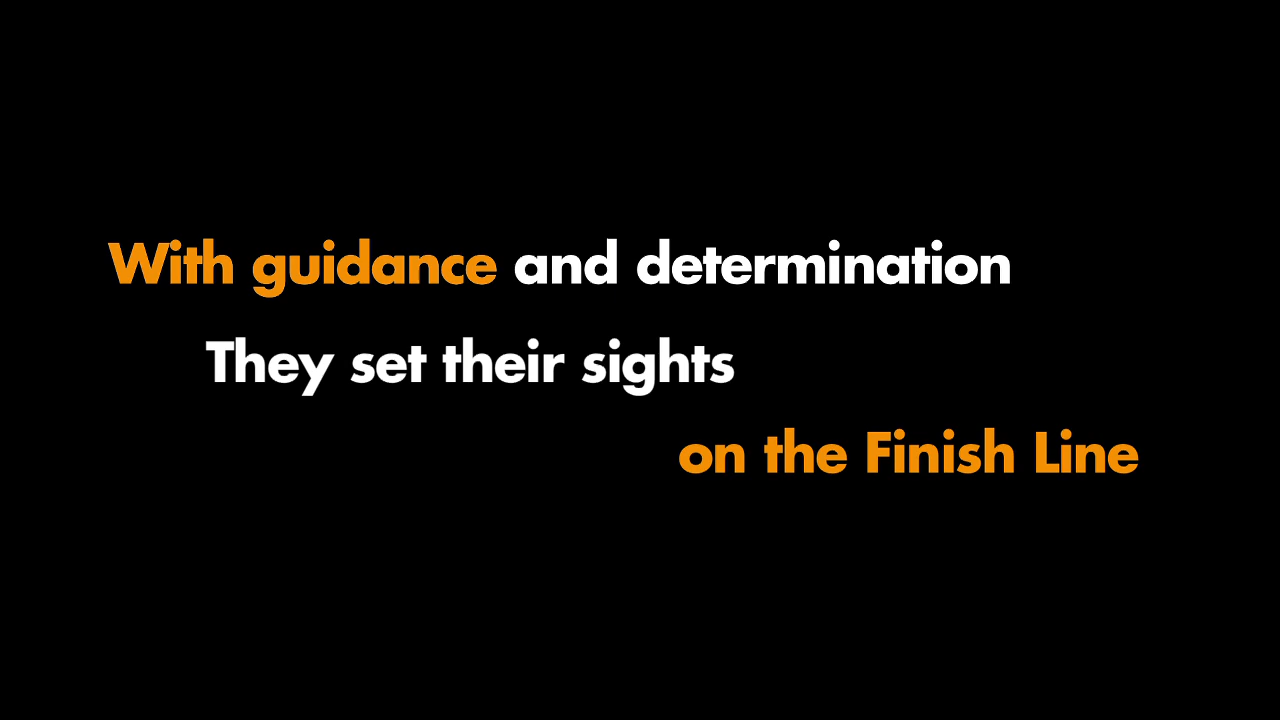 With guidance and determination
They set their sights
on the Finish Line